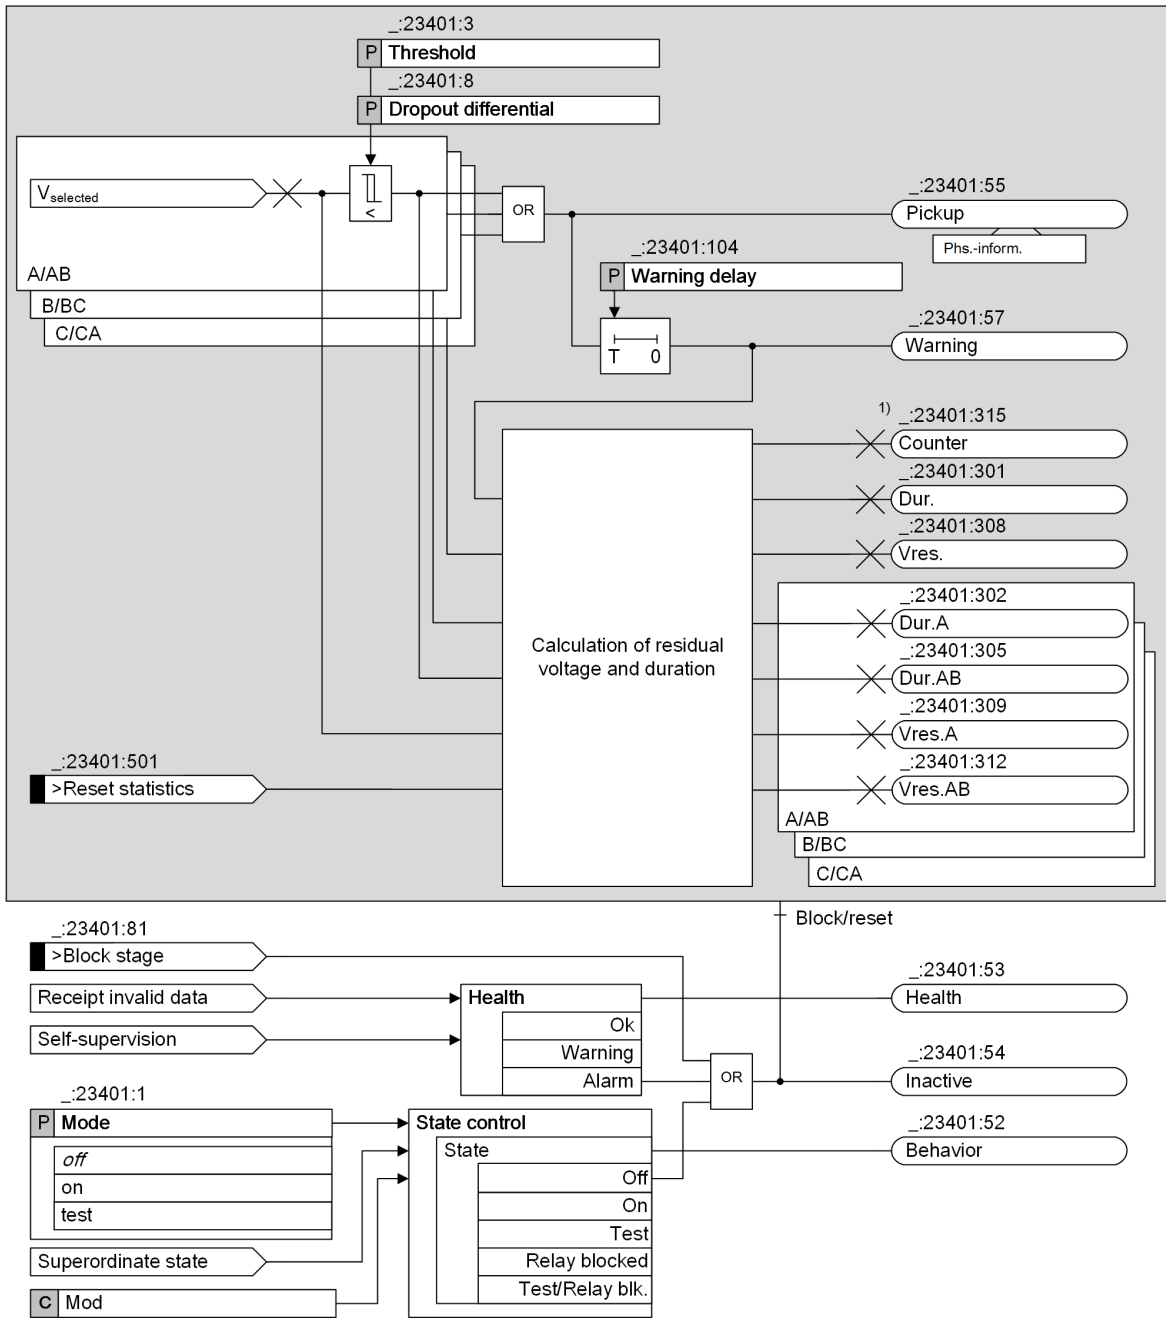 _:23401:3
P Threshold
_:23401:8
P Dropout differential
Vselected
<
OR
_:23401:55
Pickup
Phs.-inform.
A/AB
B/BC
C/CA
_:23401:104
P Warning delay
T 0
_:23401:57
Warning
1)
_:23401:315
Counter
_:23401:301
Dur.
_:23401:308
Vres.
Calculation of residual
voltage and duration
_:23401:302
Dur.A
_:23401:305
Dur.AB
_:23401:309
Vres.A
_:23401:312
Vres.AB
A/AB
B/BC
C/CA
_:23401:501
>Reset statistics
Block/reset
_:23401:81
>Block stage
Receipt invalid data
Self-supervision
Health
Ok
Warning
Alarm
OR
_:23401:53
Health
_:23401:54
Inactive
_:23401:52
Behavior
_:23401:1
P Mode
off
on
test
Superordinate state
C Mod
State control
State
Off
On
Test
Relay blocked
Test/Relay blk.